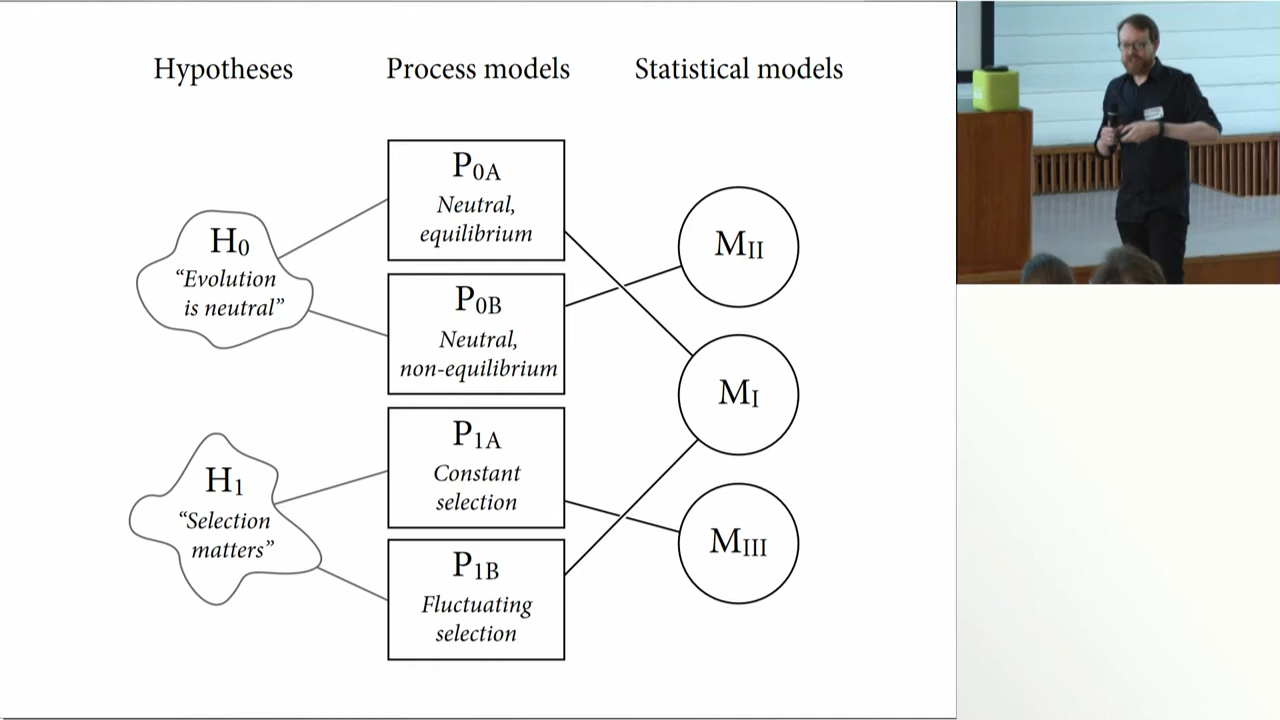 Hypotheses
Process models
Statistical models
H0
“Evolution
is neutral”
P0A
Neutral,
equilibrium
P0B
Neutral,
non-equilibrium
H1
“Selection
matters”
P1A
Constant
selection
P1B
Fluctuating
selection
MII
MI
MIII